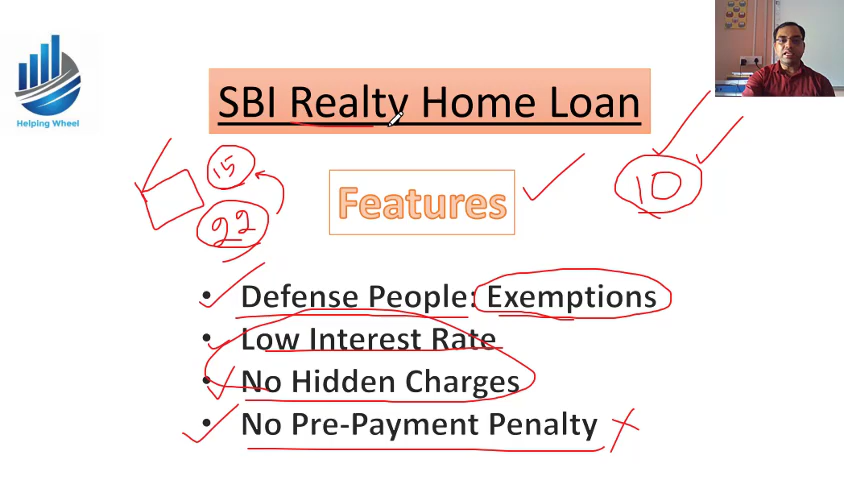 Helping Wheel
SBI Realty Home Loan
15
22
10
Features
• Defense People: Exemptions
• Low Interest Rate
• No Hidden Charges
• No Pre-Payment Penalty